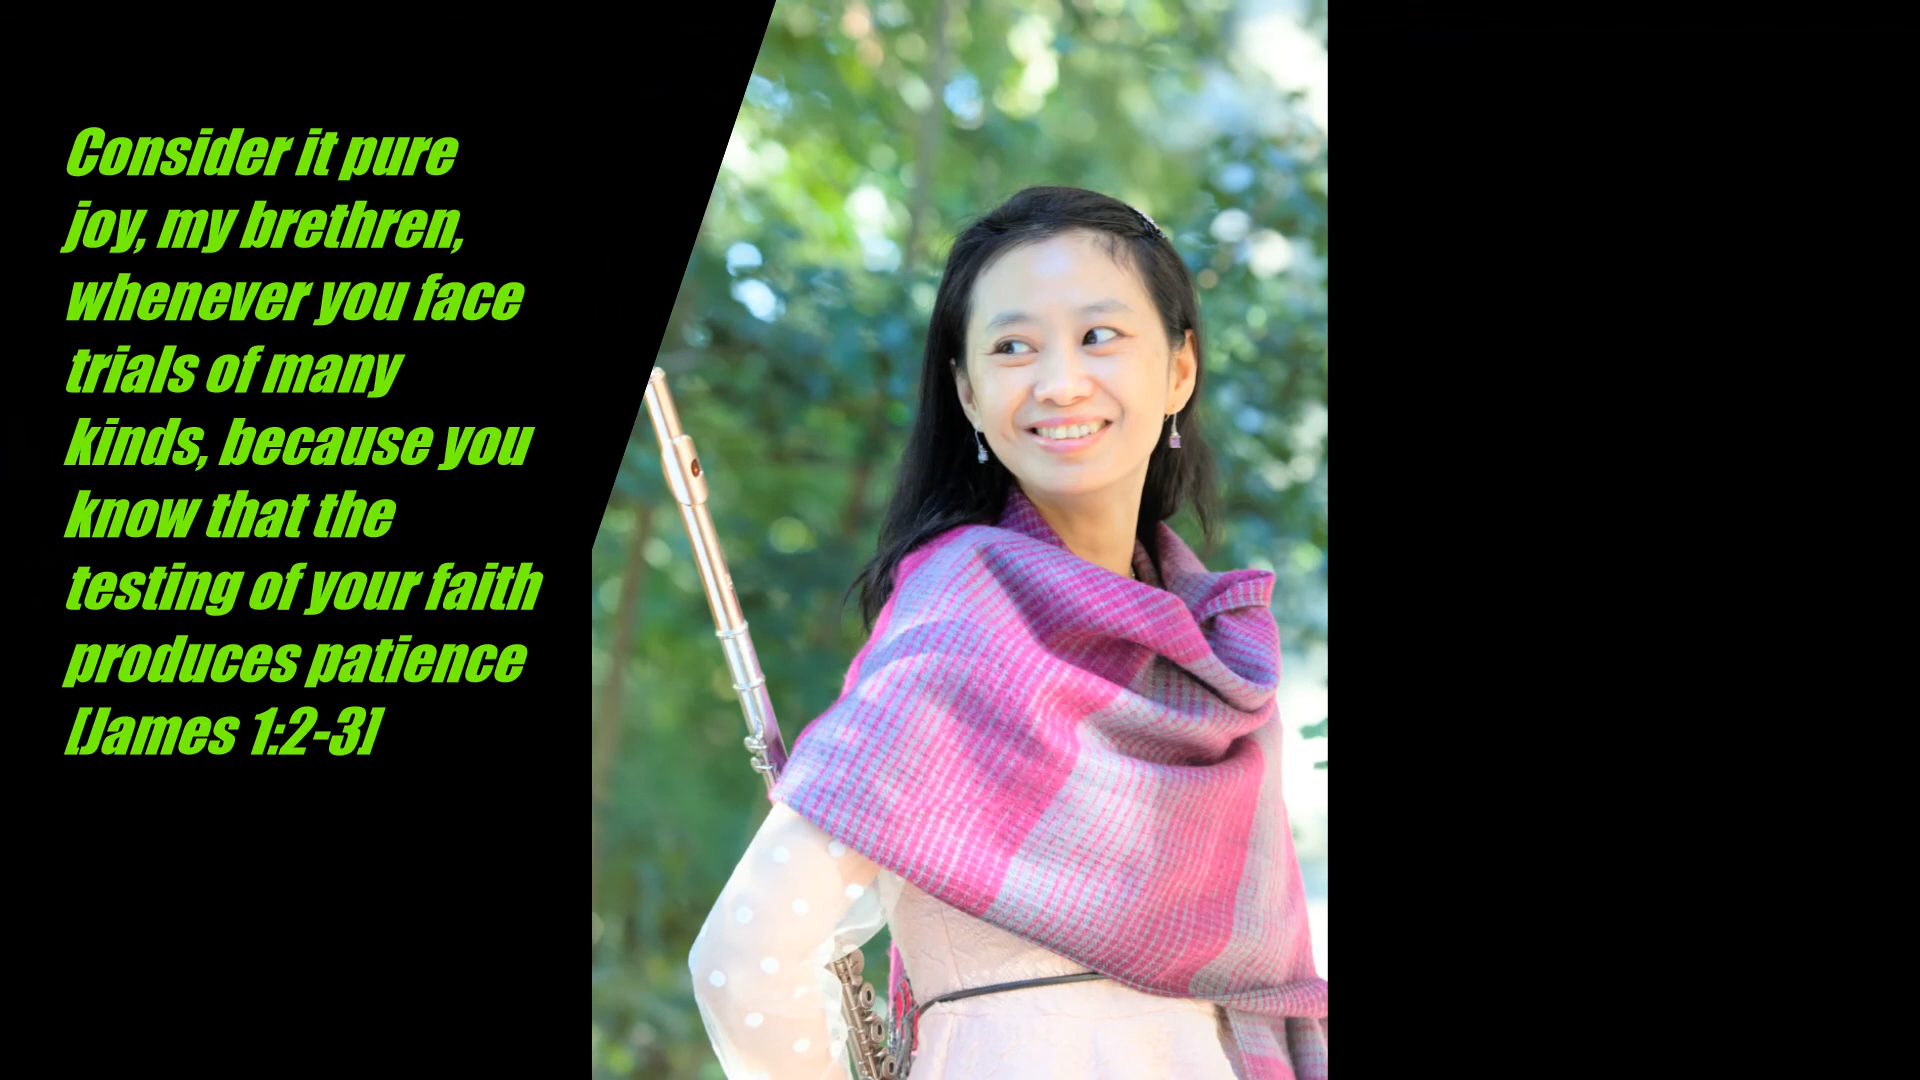 Consider it pure
joy, my brethren,
whenever you face
trials of many
kinds, because you
know that the
testing of your faith
produces patience
[James 1:2-3]